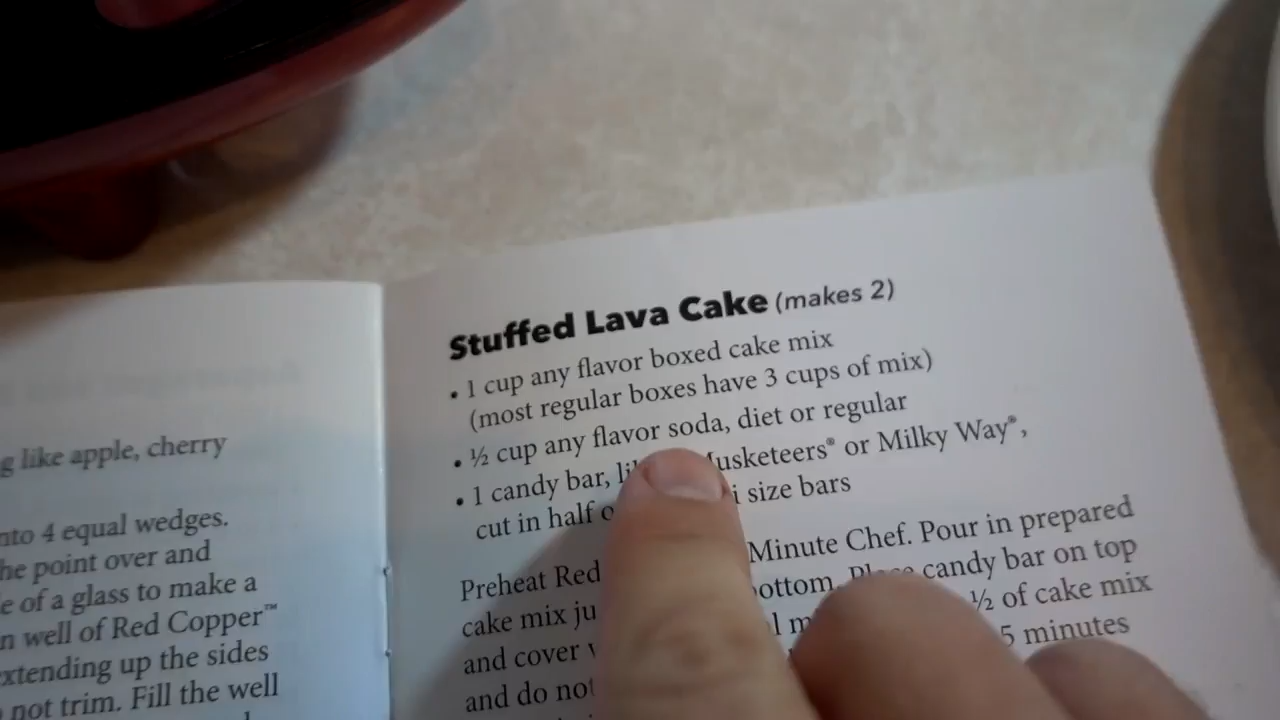 g like apple, cherry
nto 4 equal wedges.
he point over and
e of a glass to make a
n well of Red Copper™
xtending up the sides
not trim. Fill the well
Stuffed Lava Cake (makes 2)
• 1 cup any flavor boxed cake mix
(most regular boxes have 3 cups of mix)
• ½ cup any flavor soda, diet or regular
• 1 candy bar, li usketeers® or Milky Way®,
cut in half o i size bars
Preheat Red Minute Chef. Pour in prepared
cake mix ju ottom. Place candy bar on top
and cover l m ½ of cake mix
and do not 5 minutes